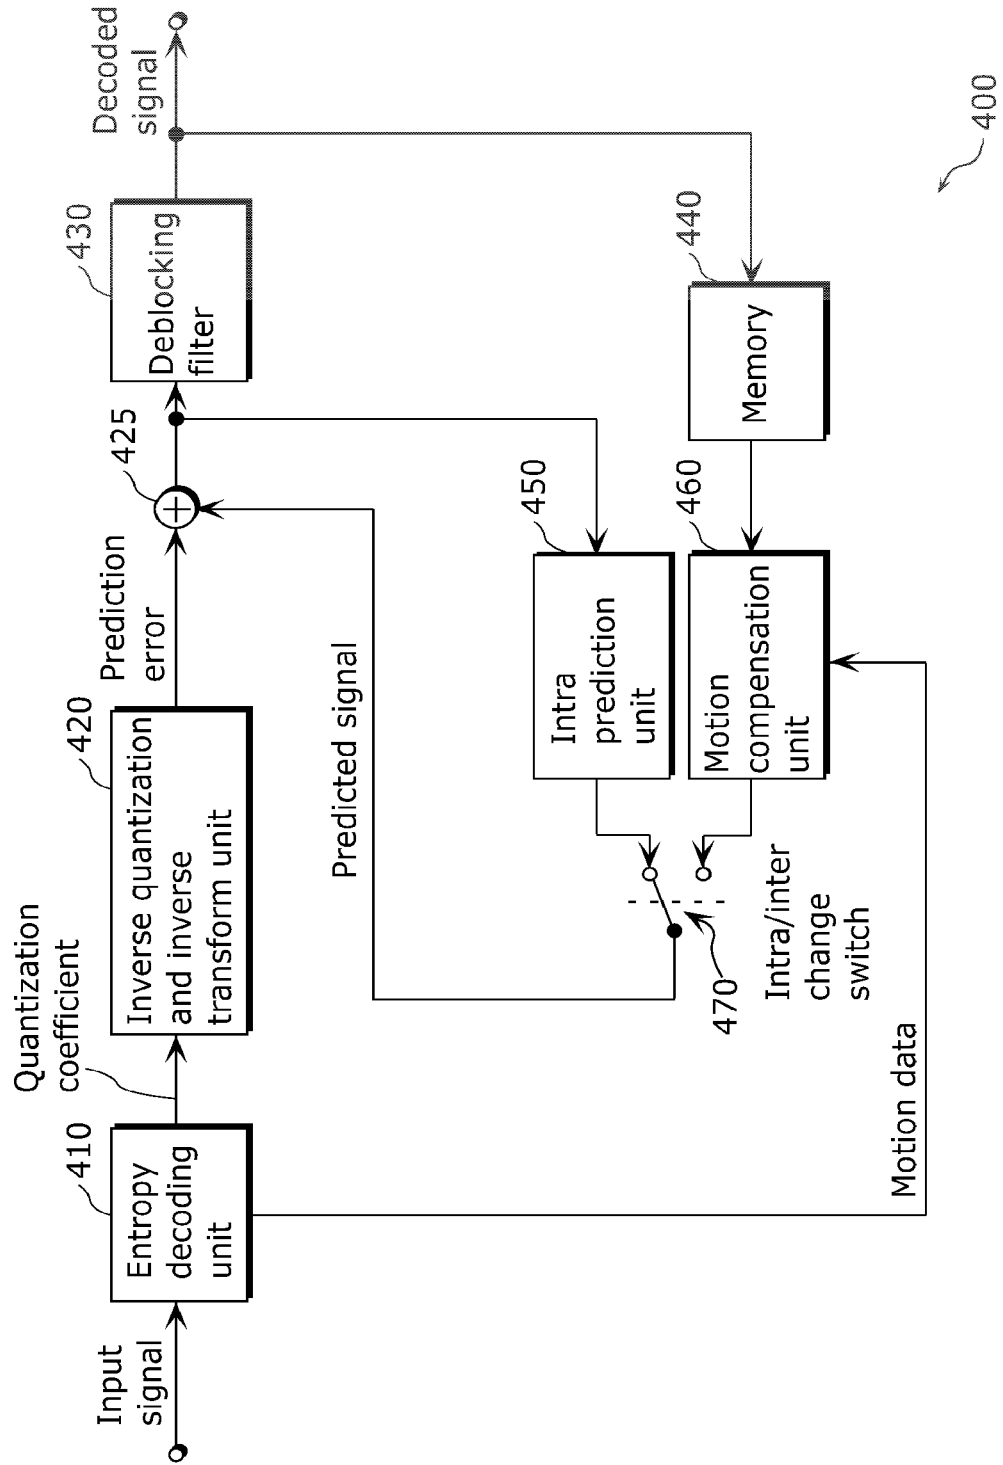 Input
signal
410
Entropy
decoding
unit
Quantization
coefficient
420
Inverse quantization
and inverse
transform unit
Prediction
error
425
430
Deblocking
filter
Decoded
signal
Predicted signal
450
Intra
prediction
unit
440
Memory
460
Motion
compensation
unit
470
Intra/inter
change
switch
Motion data
400